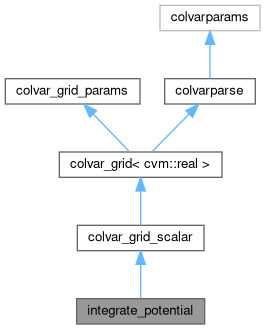 colvarparams
colvar_grid_params
colvarparse
colvar_grid< cvm::real >
colvar_grid_scalar
integrate_potential